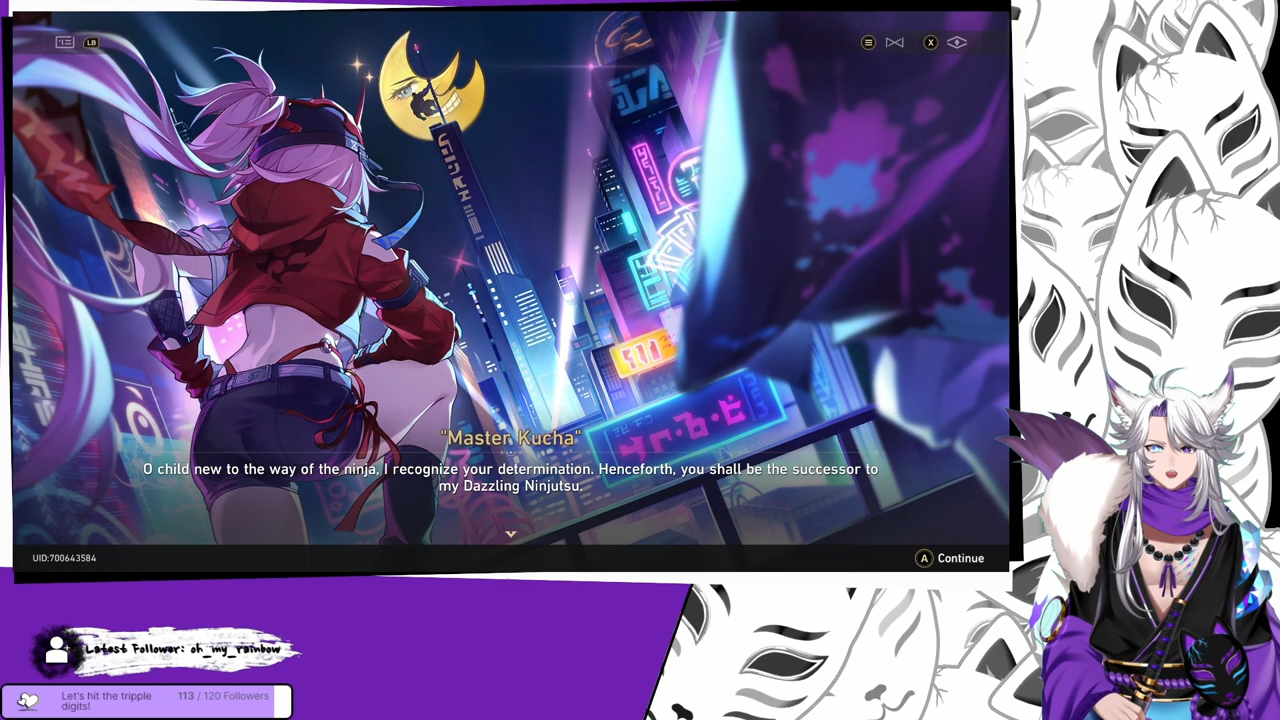 LB
X
"Master Kucha"
O child new to the way of the ninja, I recognize your determination. Henceforth, you shall be the successor to
my Dazzling Ninjutsu.
UID:700643584
A Continue
Latest Follower: oh_my_rainbow
Let's hit the tripple
digits!
113 / 120 Followers